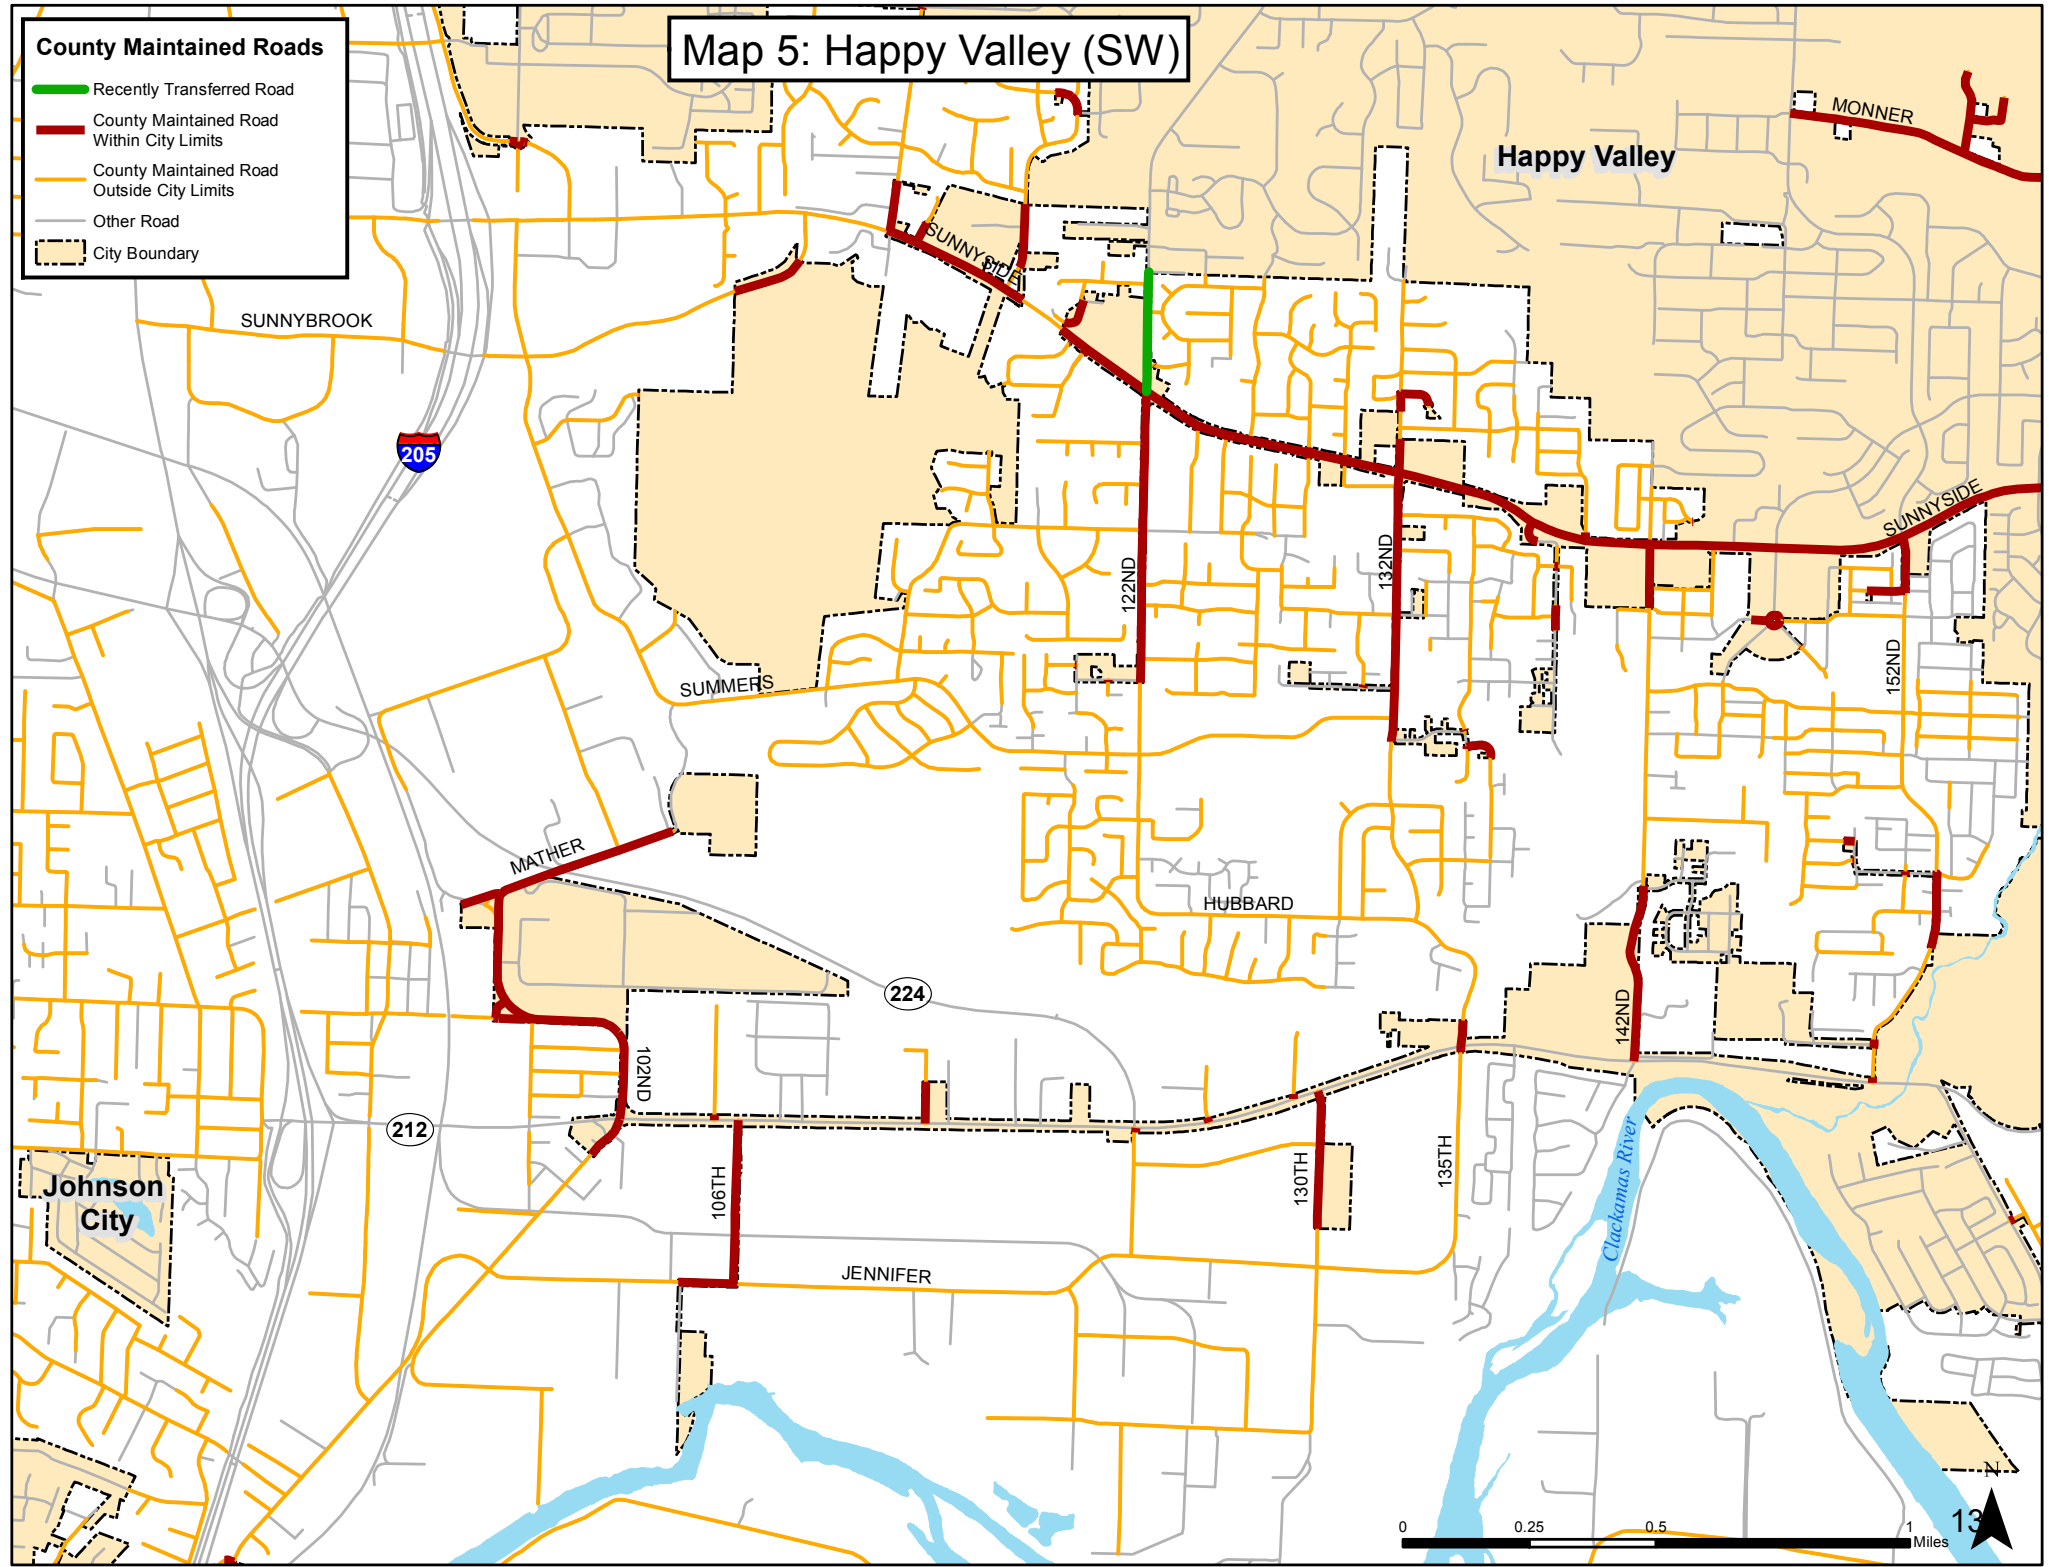 Map 5: Happy Valley (SW)
County Maintained Roads
Recently Transferred Road
County Maintained Road
Within City Limits
County Maintained Road
Outside City Limits
Other Road
City Boundary
MONNER
Happy Valley
SUNNYSIDE
SUNNYBROOK
205
SUNNYSIDE
132ND
122ND
152ND
SUMMERS
MATHER
HUBBARD
224
142ND
102ND
212
Johnson
City
106TH
130TH
135TH
Clackamas River
JENNIFER
N
13
0
0.25
0.5
1
Miles